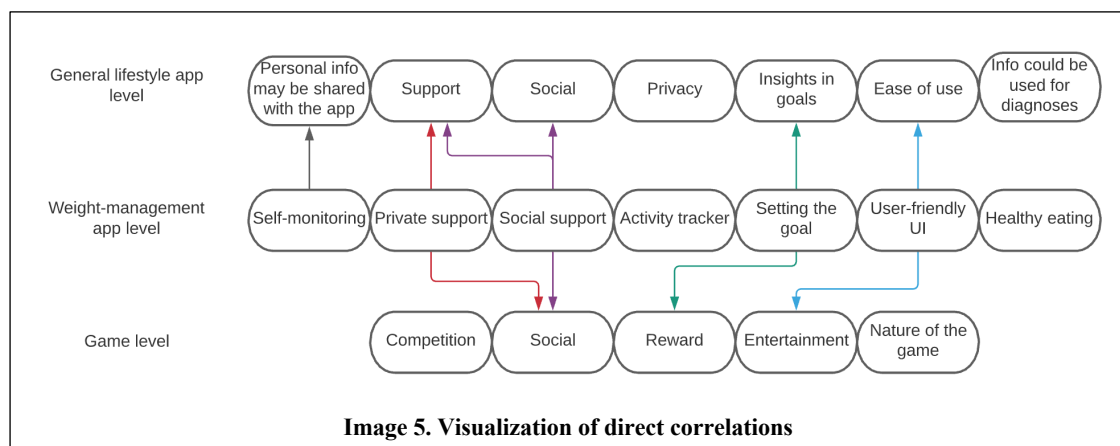 General lifestyle app
level
Personal info
may be shared
with the app
Support
Social
Privacy
Insights in
goals
Ease of use
Info could be
used for
diagnoses
Weight-management
app level
Self-monitoring
Private support
Social support
Activity tracker
Setting the
goal
User-friendly
UI
Healthy eating
Game level
Competition
Social
Reward
Entertainment
Nature of the
game
Image 5. Visualization of direct correlations